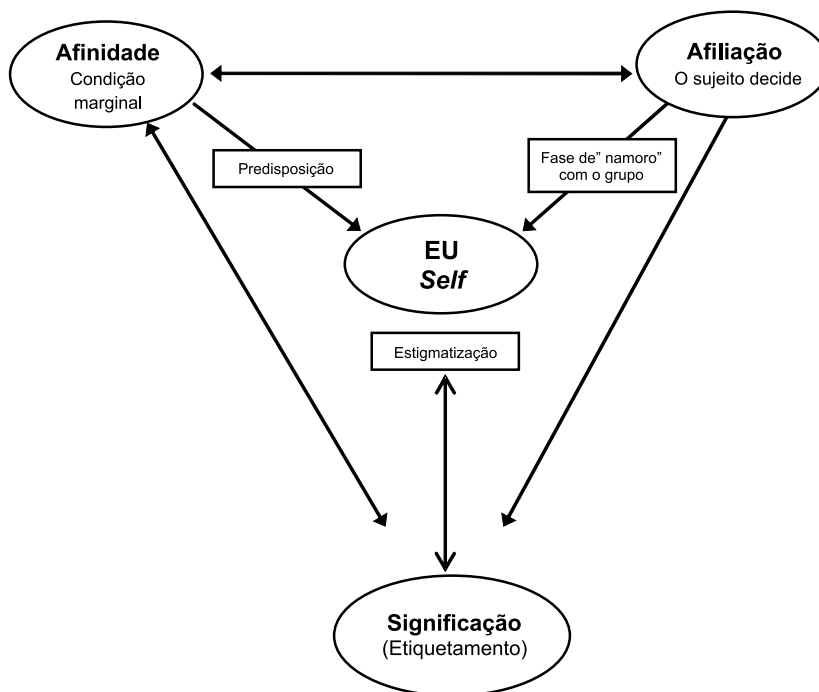 Afinidade
Condição
marginal
Afiliação
O sujeito decide
Predisposição
Fase de” namoro”
com o grupo
EU
Self
Estigmatização
Significação
(Etiquetamento)